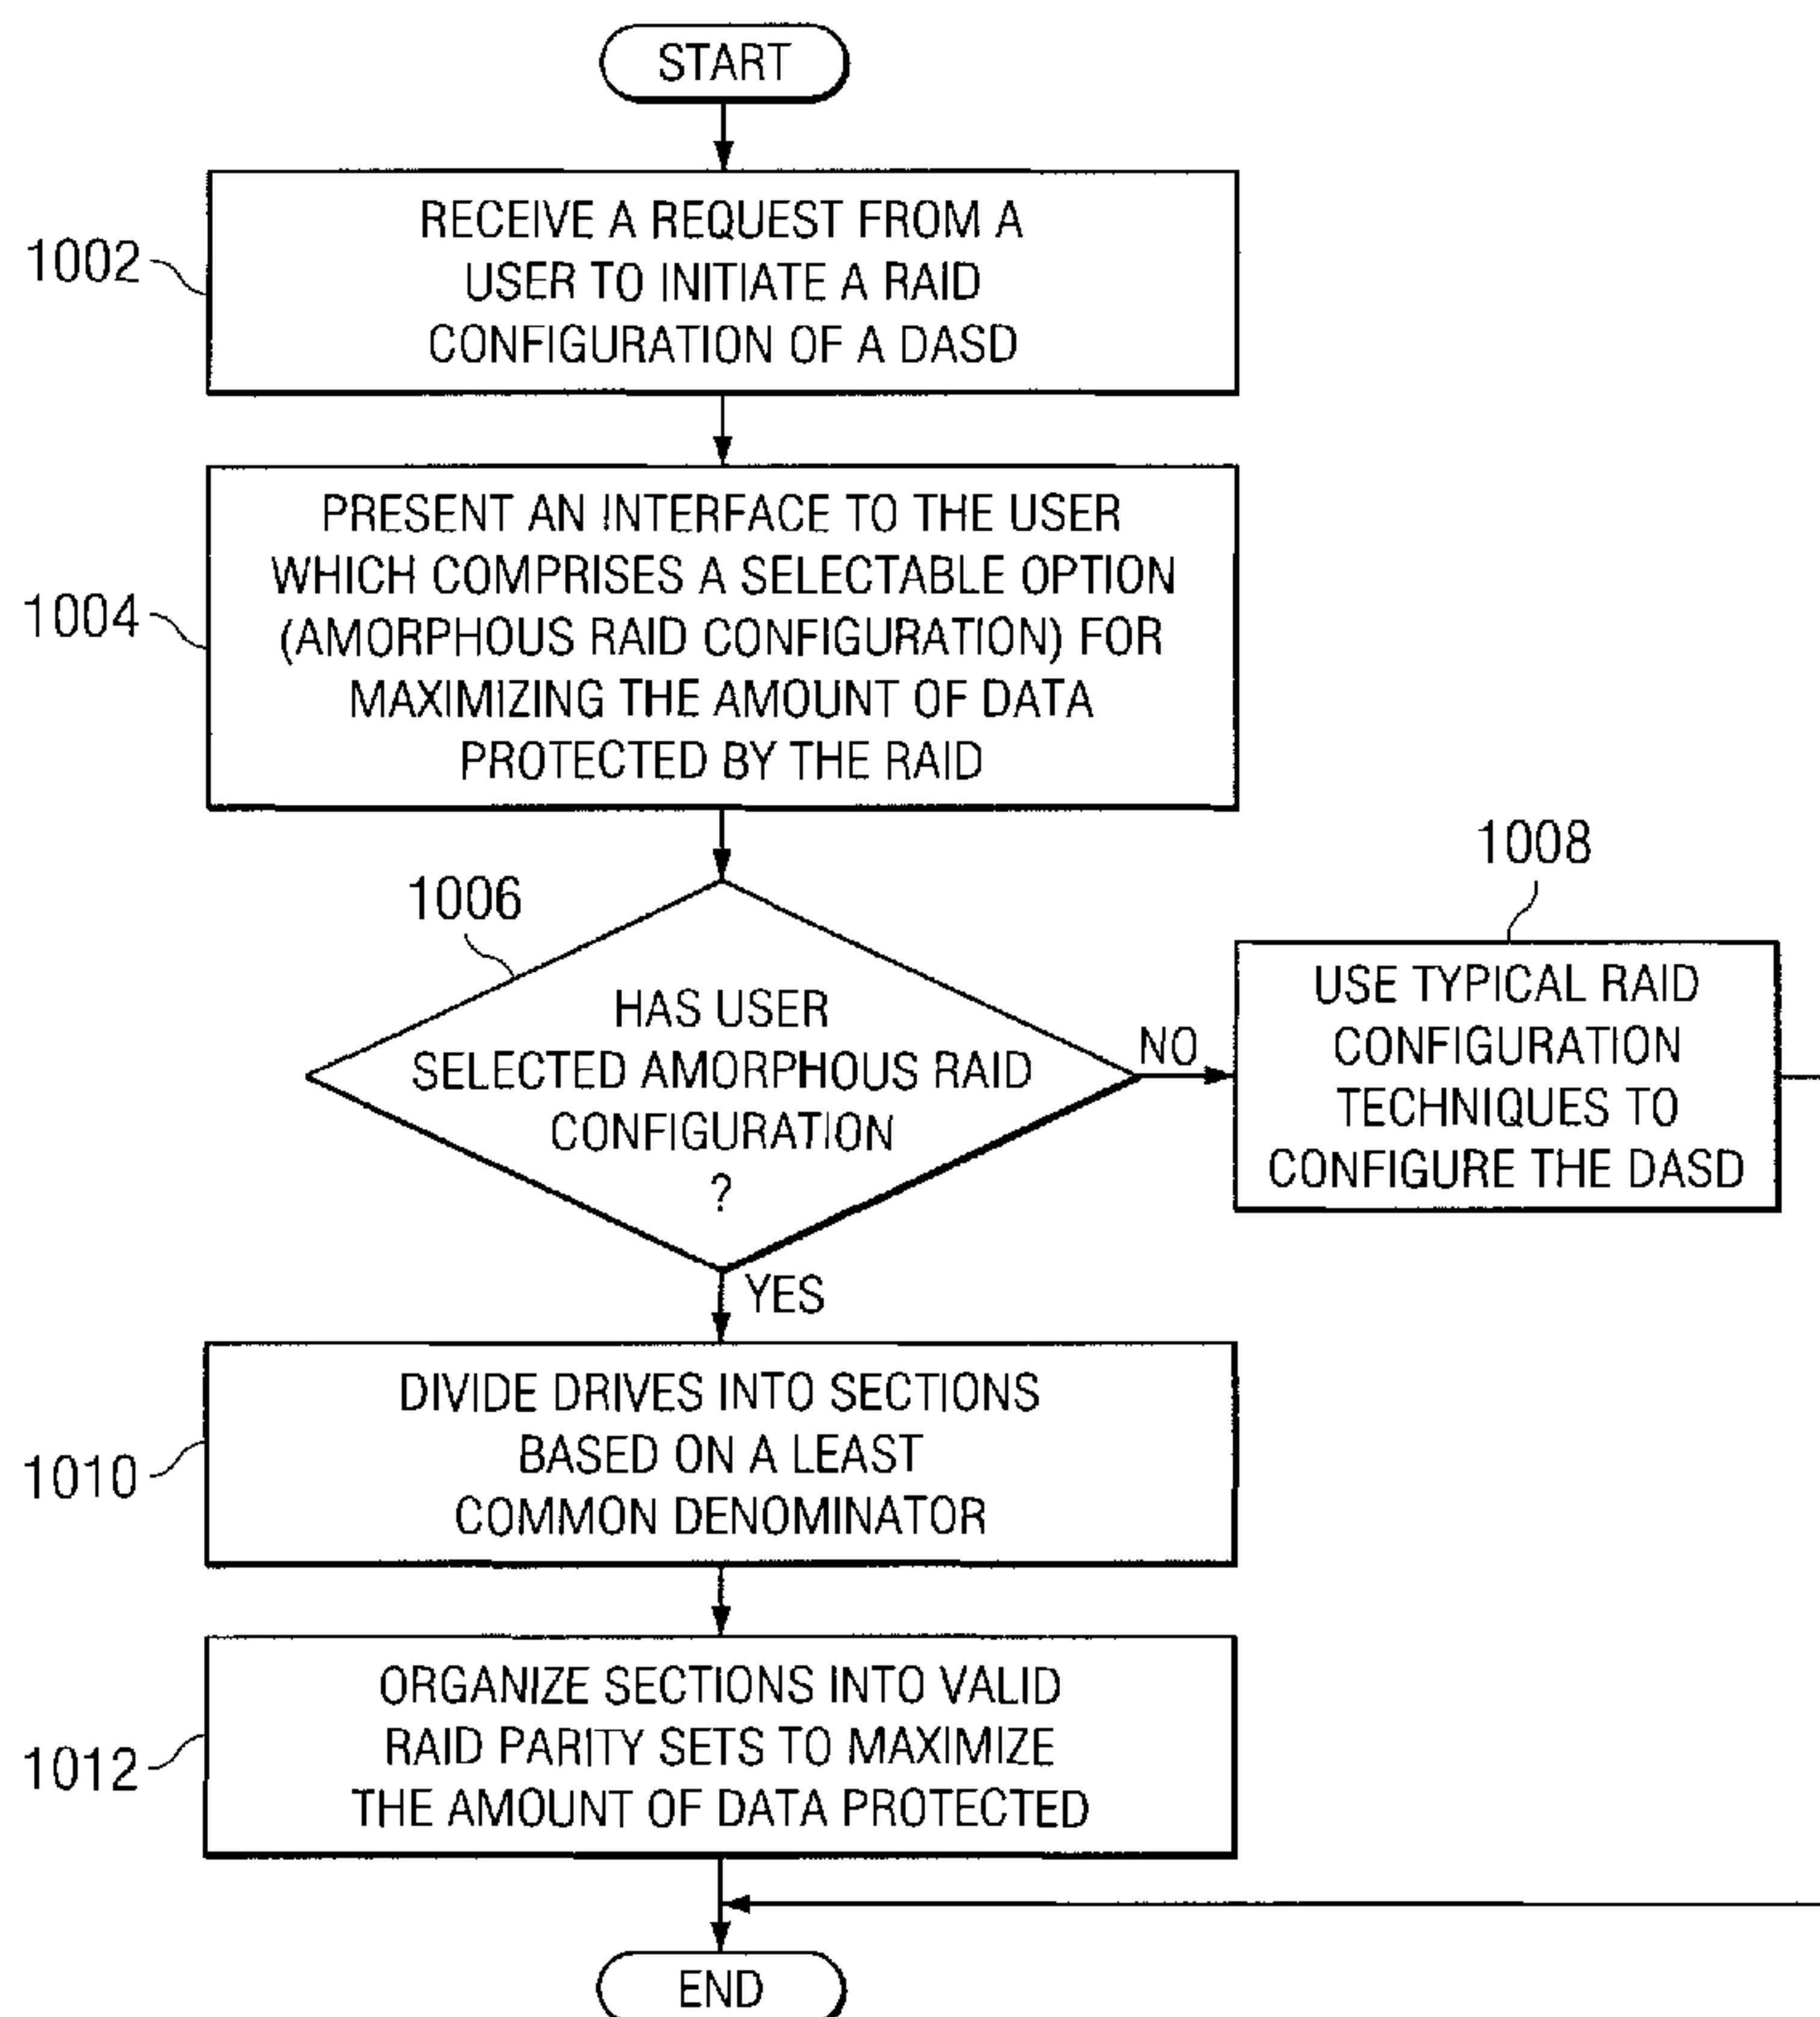 START
1002
RECEIVE A REQUEST FROM A
USER TO INITIATE A RAID
CONFIGURATION OF A DASD
1004
PRESENT AN INTERFACE TO THE USER
WHICH COMPRISES A SELECTABLE OPTION
(AMORPHOUS RAID CONFIGURATION) FOR
MAXIMIZING THE AMOUNT OF DATA
PROTECTED BY THE RAID
1006
HAS USER
SELECTED AMORPHOUS RAID
CONFIGURATION
?
NO
1008
USE TYPICAL RAID
CONFIGURATION
TECHNIQUES TO
CONFIGURE THE DASD
YES
1010
DIVIDE DRIVES INTO SECTIONS
BASED ON A LEAST
COMMON DENOMINATOR
1012
ORGANIZE SECTIONS INTO VALID
RAID PARITY SETS TO MAXIMIZE
THE AMOUNT OF DATA PROTECTED
END